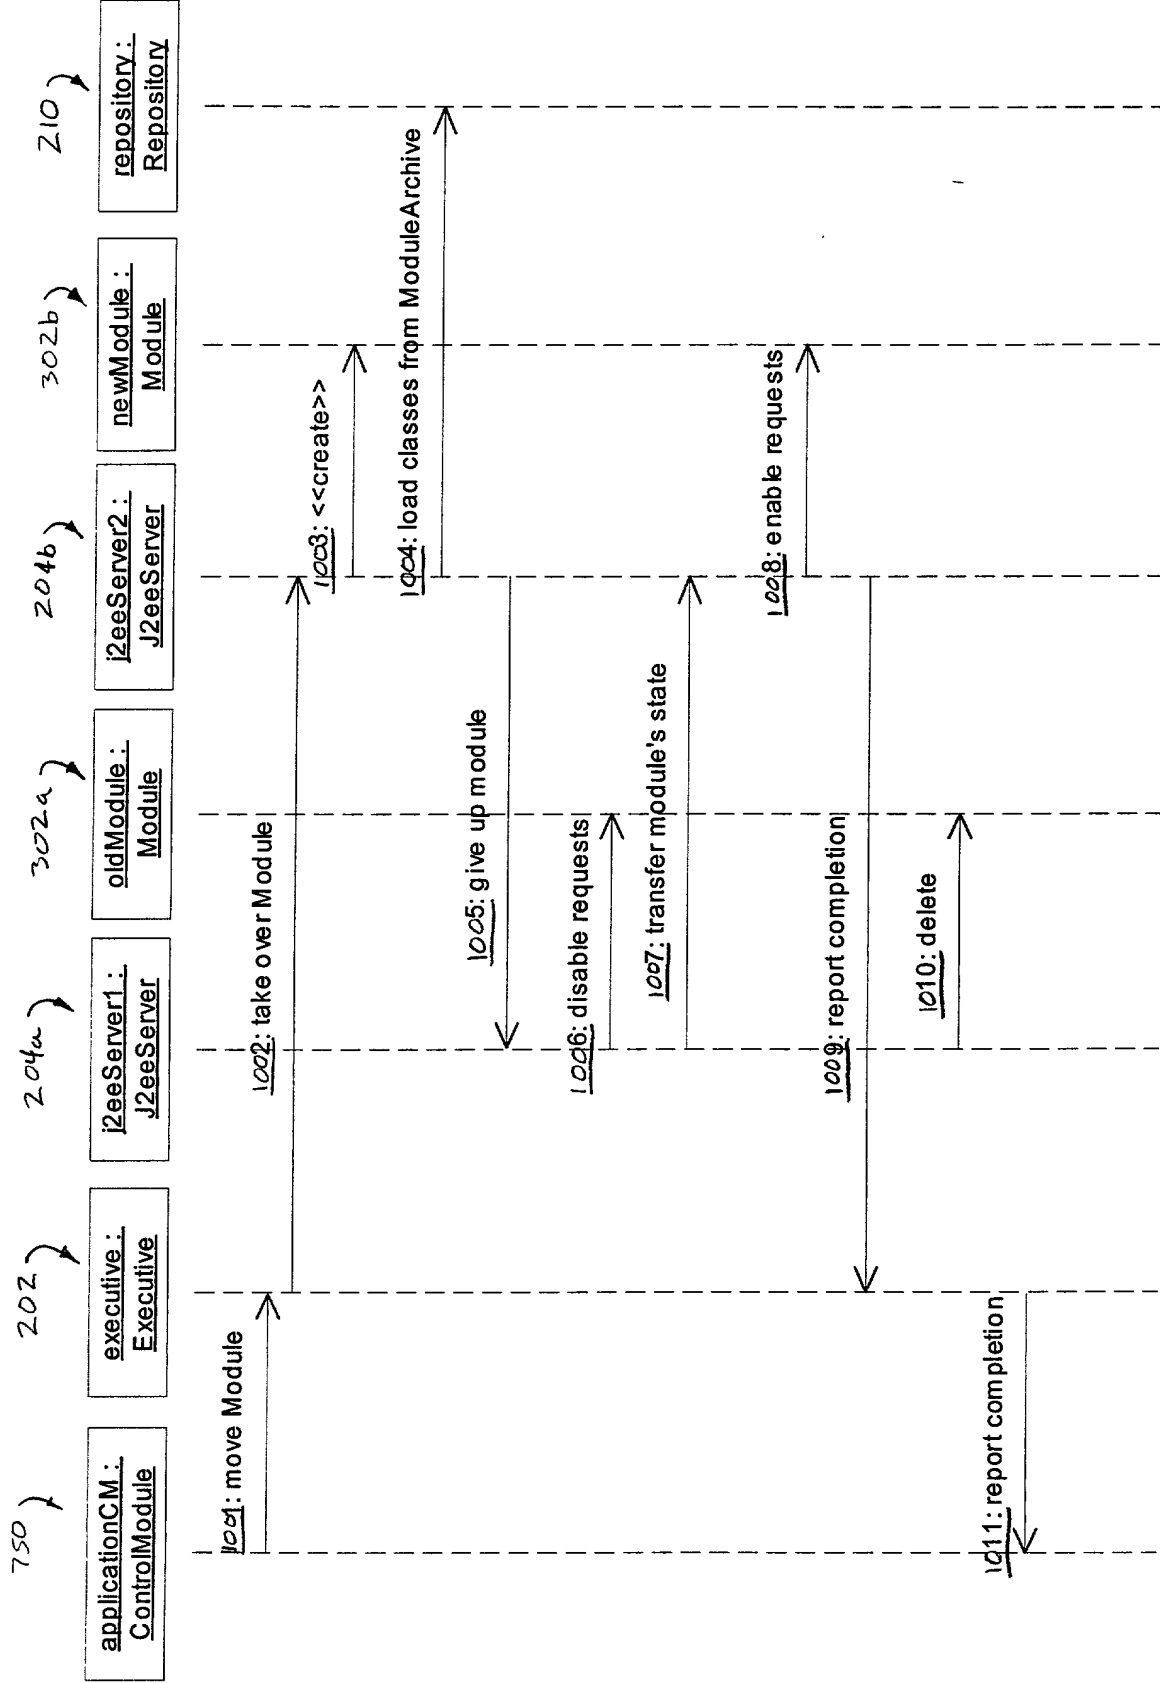 750
202
204a
302a
204b
302b
210
applicationCM :
ControlModule
executive :
Executive
j2eeServer1 :
J2eeServer
oldModule :
Module
j2eeServer2 :
J2eeServer
newModule :
Module
repository :
Repository
1001: move Module
1002: take over Module
1003: <<create>>
1004: load classes from ModuleArchive
1005: give up module
1006: disable requests
1007: transfer module's state
1008: enable requests
1009: report completion
1010: delete
1011: report completion